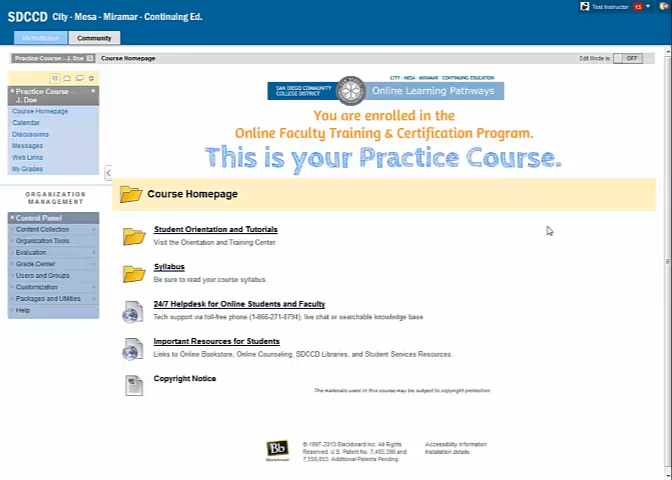 SDCCD City - Mesa - Miramar - Continuing Ed.
Test Instructor 13
My Institution Community
Practice Course - J. Doe Course Homepage Edit Mode is: OFF
Practice Course - J. Doe
Course Homepage
Calendar
Discussions
Messages
Web Links
My Grades
ORGANIZATION
MANAGEMENT
Control Panel
Content Collection
Organization Tools
Evaluation
Grade Center
Users and Groups
Customization
Packages and Utilities
Help
CITY - MESA - MIRAMAR - CONTINUING EDUCATION
SAN DIEGO COMMUNITY
COLLEGE DISTRICT
Online Learning Pathways
You are enrolled in the
Online Faculty Training & Certification Program.
This is your Practice Course.
Course Homepage
Student Orientation and Tutorials
Visit the Orientation and Training Center.
Syllabus
Be sure to read your course syllabus.
24/7 Helpdesk for Online Students and Faculty
Tech support via toll-free phone (1-866-271-8794), live chat or searchable knowledge base.
Important Resources for Students
Links to Online Bookstore, Online Counseling, SDCCD Libraries, and Student Services Resources.
Copyright Notice
The materials used in this course may be subject to copyright protection.
Bb
Blackboard
© 1997-2013 Blackboard Inc. All Rights
Reserved. U.S. Patent No. 7,493,396 and
7,558,853. Additional Patents Pending.
Accessibility information
Installation details